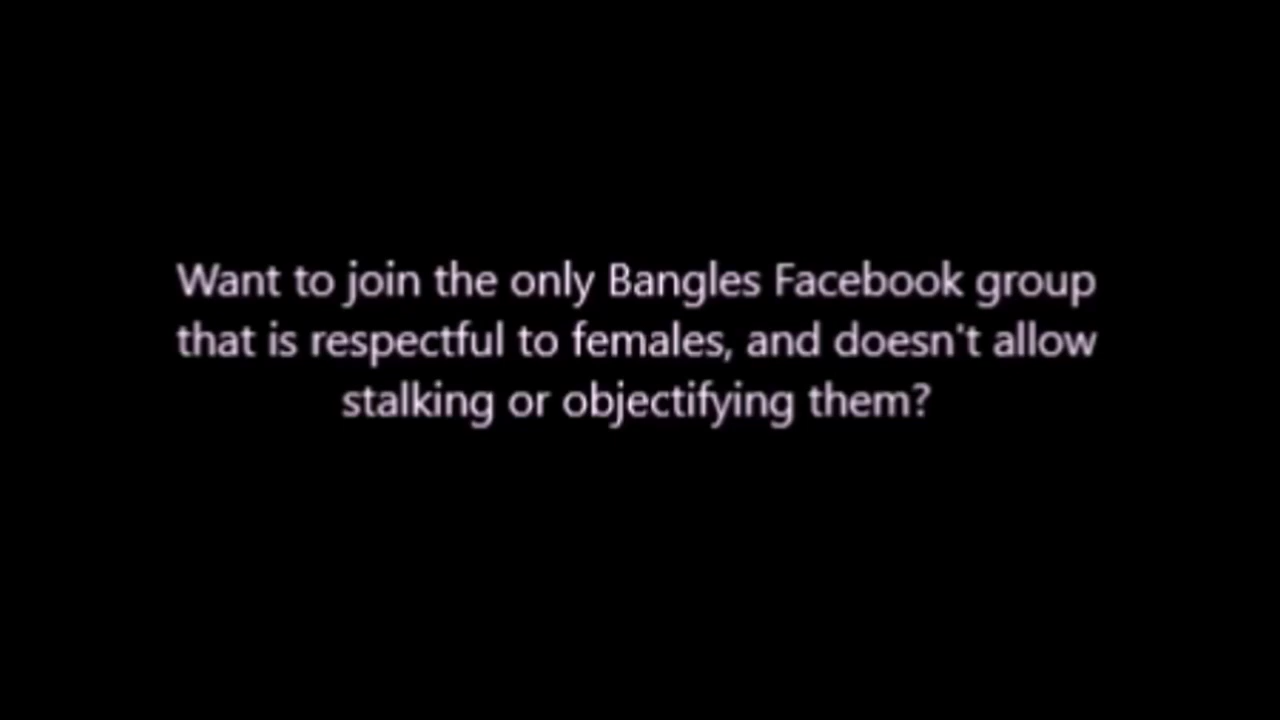 Want to join the only Bangles Facebook group
that is respectful to females, and doesn't allow
stalking or objectifying them?